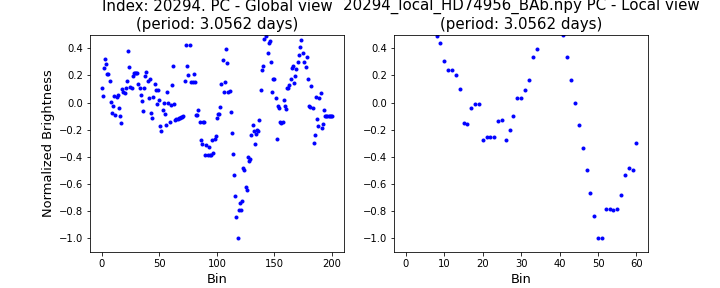 Index: 20294. PC - Global view
(period: 3.0562 days)
20294_local_HD74956_BAb.npy PC - Local view
(period: 3.0562 days)
Normalized Brightness
0.4
0.2
0.0
−0.2
−0.4
−0.6
−0.8
−1.0
0 50 100 150 200
Bin
0.4
0.2
0.0
−0.2
−0.4
−0.6
−0.8
−1.0
0 10 20 30 40 50 60
Bin